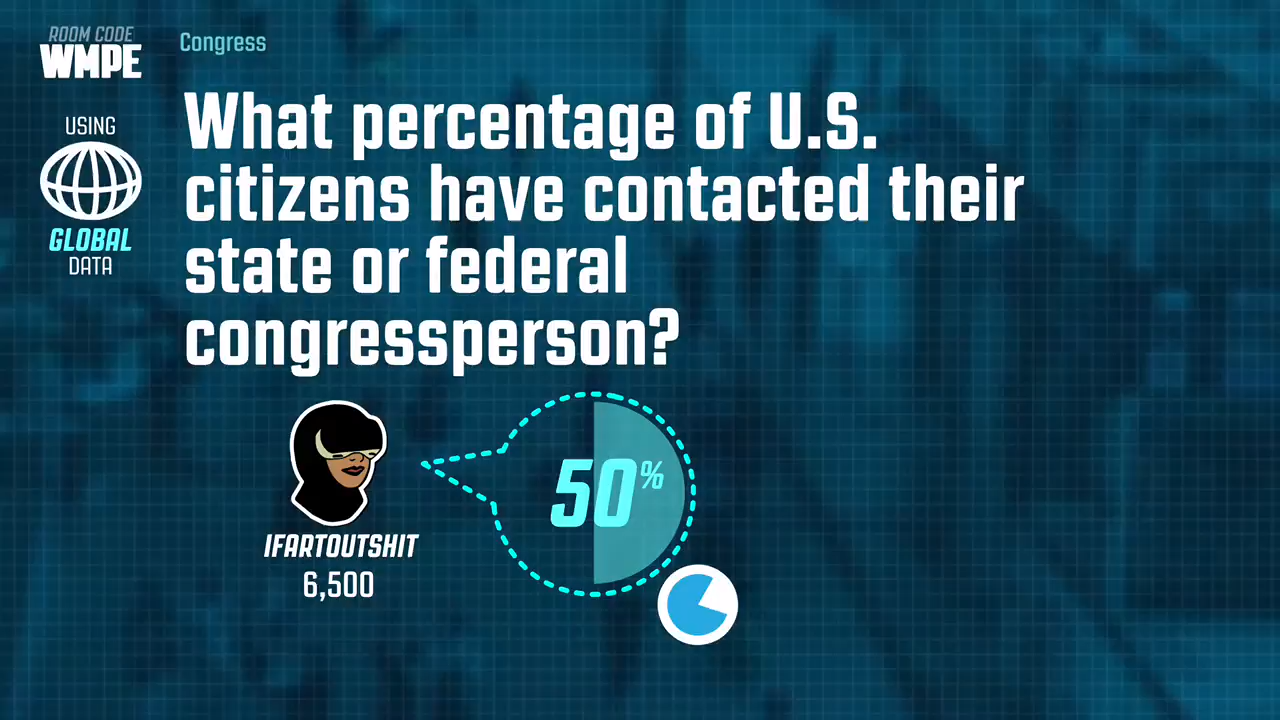 ROOM CODE
WMPE
Congress
USING
GLOBAL
DATA
What percentage of U.S.
citizens have contacted their
state or federal
congressperson?
50%
IFARTOUTSHIT
6,500